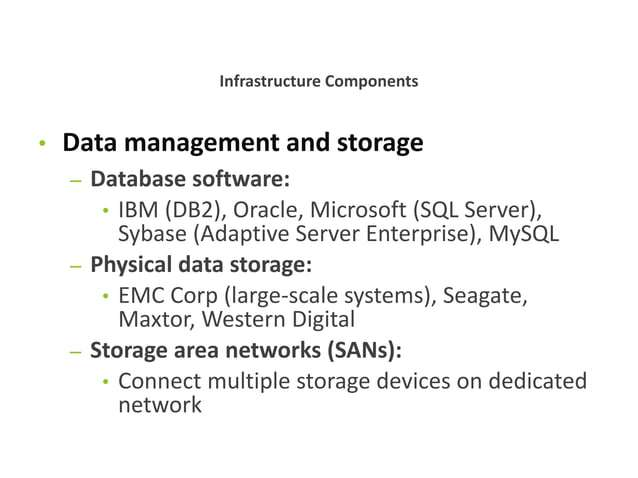 Infrastructure Components
• Data management and storage
– Database software:
• IBM (DB2), Oracle, Microsoft (SQL Server),
Sybase (Adaptive Server Enterprise), MySQL
– Physical data storage:
• EMC Corp (large-scale systems), Seagate,
Maxtor, Western Digital
– Storage area networks (SANs):
• Connect multiple storage devices on dedicated
network